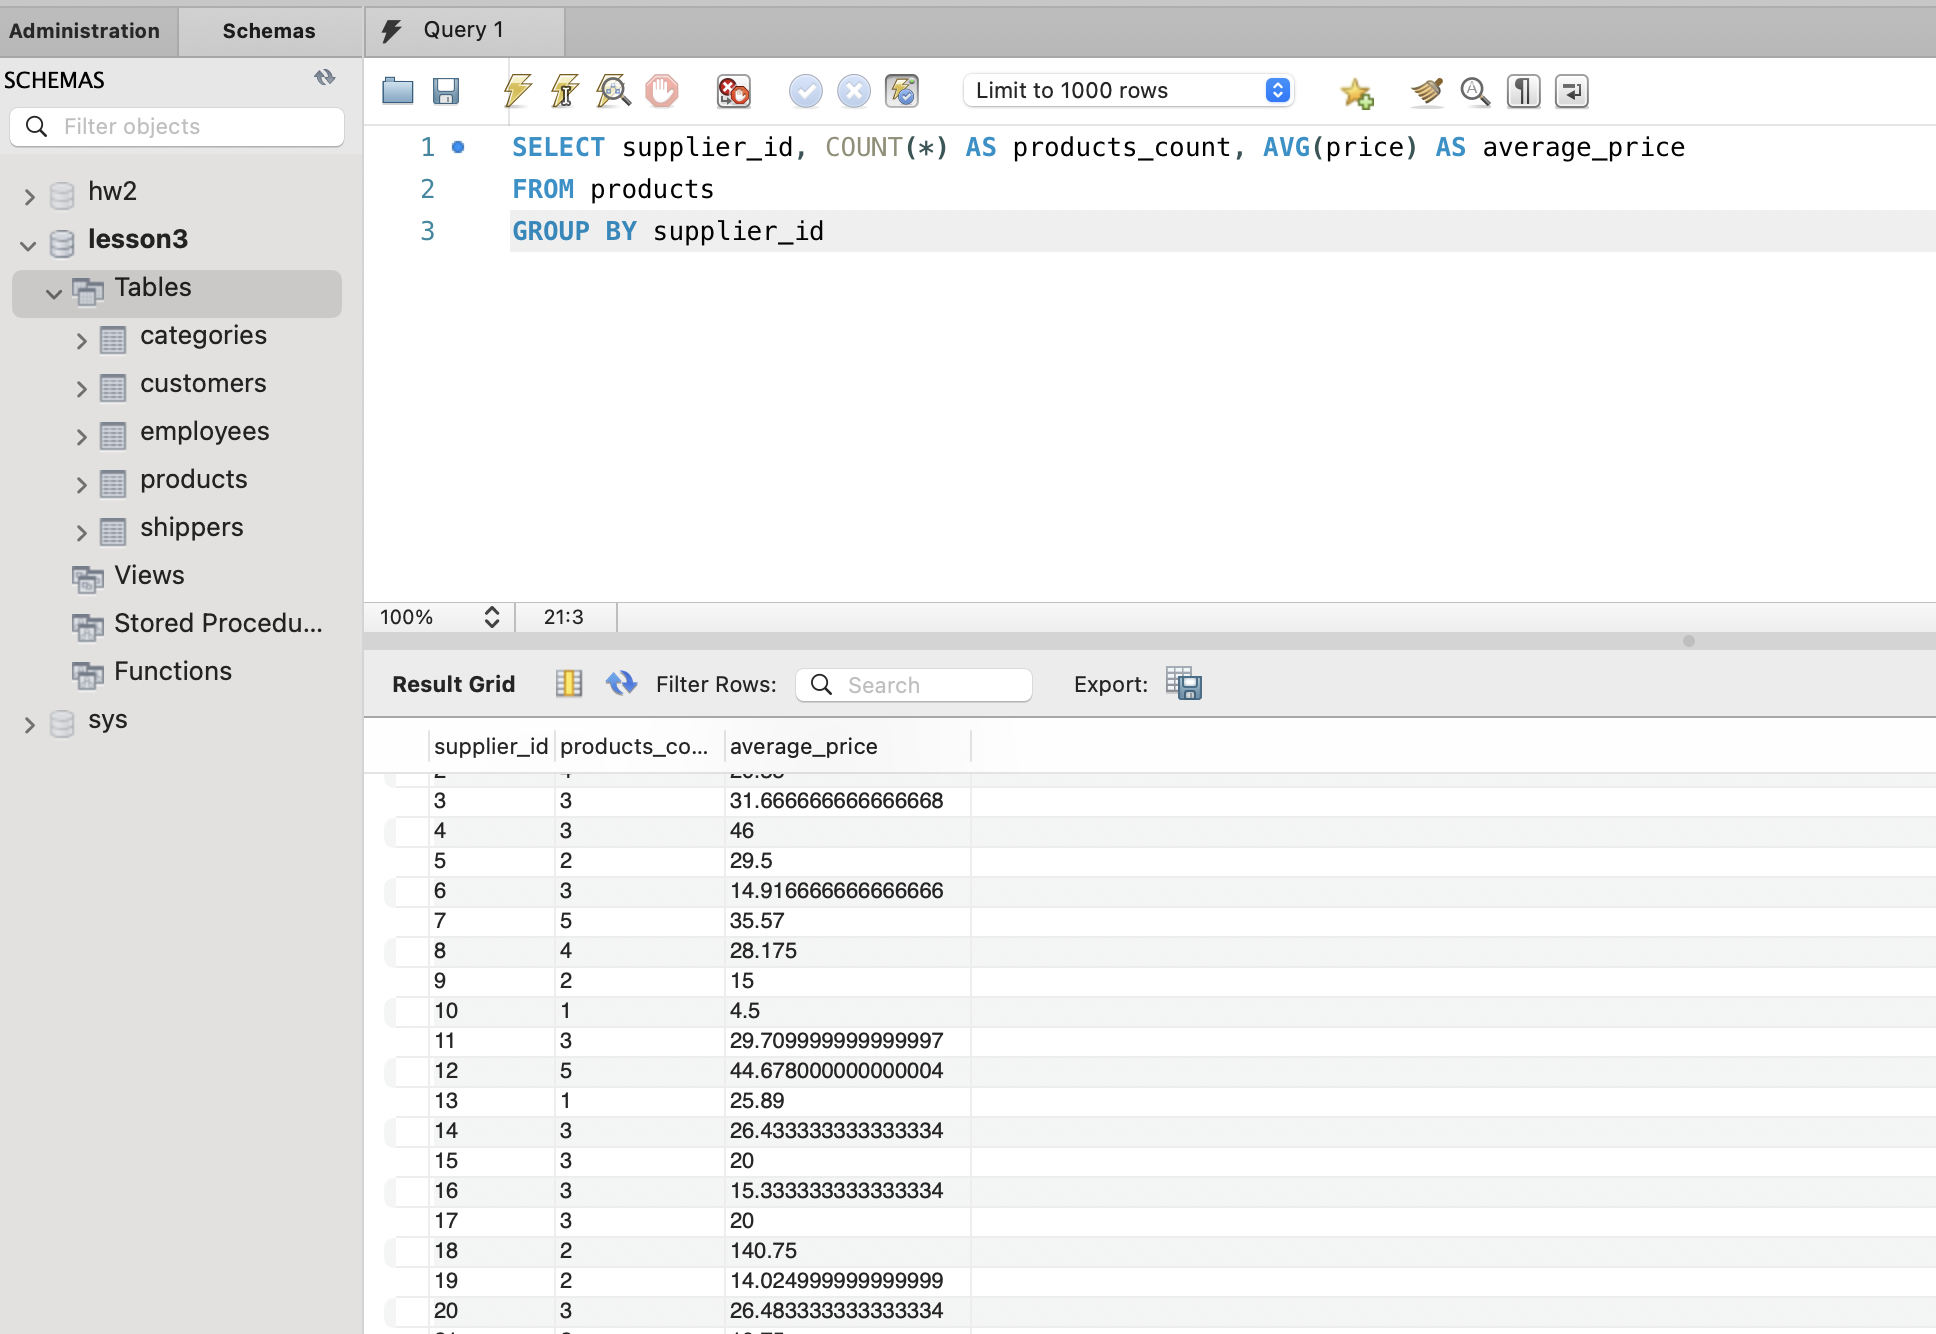 Administration
Schemas
Query 1
SCHEMAS
Filter objects
Limit to 1000 rows
hw2
lesson3
Tables
categories
customers
employees
products
shippers
Views
Stored Procedu...
Functions
sys
1 SELECT supplier_id, COUNT(*) AS products_count, AVG(price) AS average_price
2 FROM products
3 GROUP BY supplier_id
100% 21:3
Result Grid Filter Rows: Search Export:
supplier_id products_co... average_price
3 3 31.666666666666668
4 3 46
5 2 29.5
6 3 14.916666666666666
7 5 35.57
8 4 28.175
9 2 15
10 1 4.5
11 3 29.709999999999997
12 5 44.678000000000004
13 1 25.89
14 3 26.433333333333334
15 3 20
16 3 15.333333333333334
17 3 20
18 2 140.75
19 2 14.024999999999999
20 3 26.483333333333334